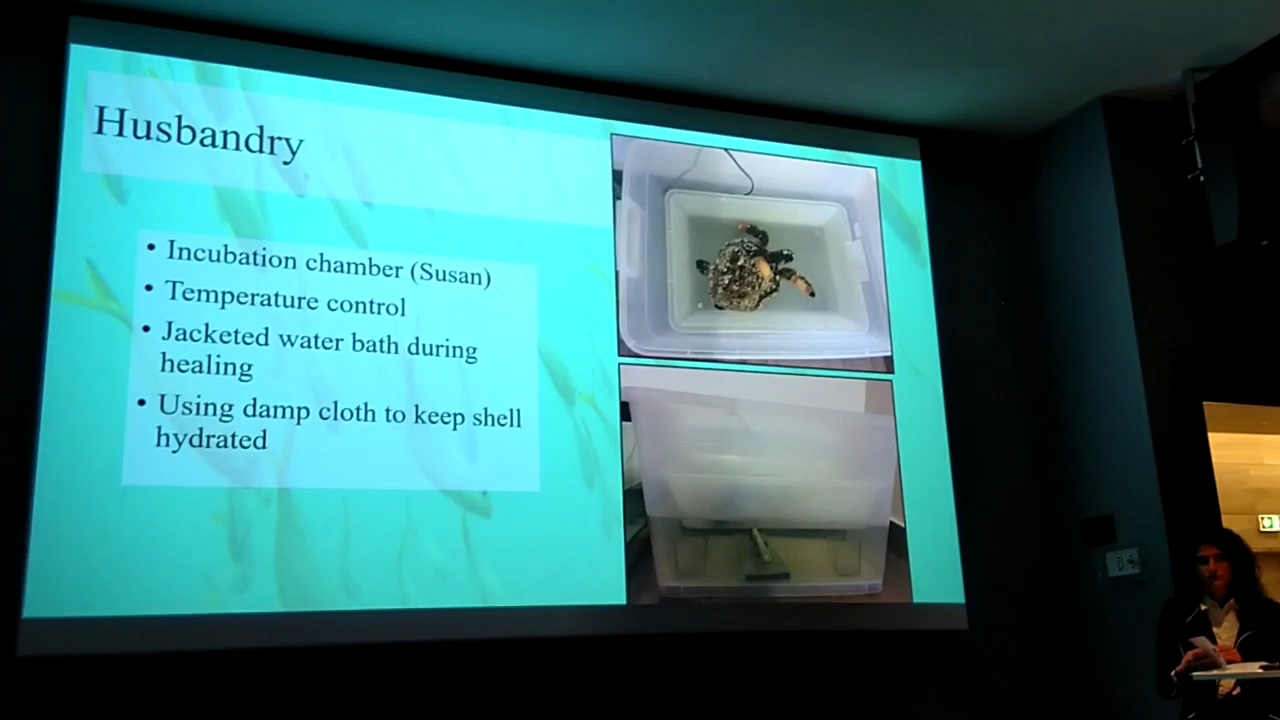 Husbandry
• Incubation chamber (Susan)
• Temperature control
• Jacketed water bath during
healing
• Using damp cloth to keep shell
hydrated